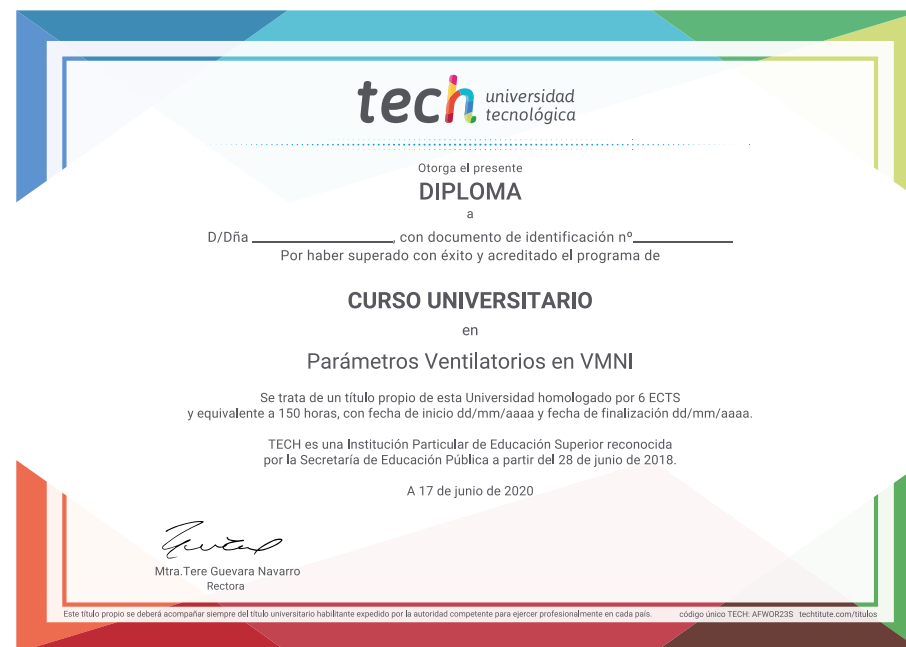 tech universidad
tecnológica
Otorga el presente
DIPLOMA
a
D/Dña ____________________, con documento de identificación nº______________
Por haber superado con éxito y acreditado el programa de
CURSO UNIVERSITARIO
en
Parámetros Ventilatorios en VMNI
Se trata de un título propio de esta Universidad homologado por 6 ECTS
y equivalente a 150 horas, con fecha de inicio dd/mm/aaaa y fecha de finalización dd/mm/aaaa.
TECH es una Institución Particular de Educación Superior reconocida
por la Secretaría de Educación Pública a partir del 28 de junio de 2018.
A 17 de junio de 2020
Mtra.Tere Guevara Navarro
Rectora
Este título propio se deberá acompañar siempre del título universitario habilitante expedido por la autoridad competente para ejercer profesionalmente en cada país. código único TECH: AFWOR23S techtitute.com/títulos